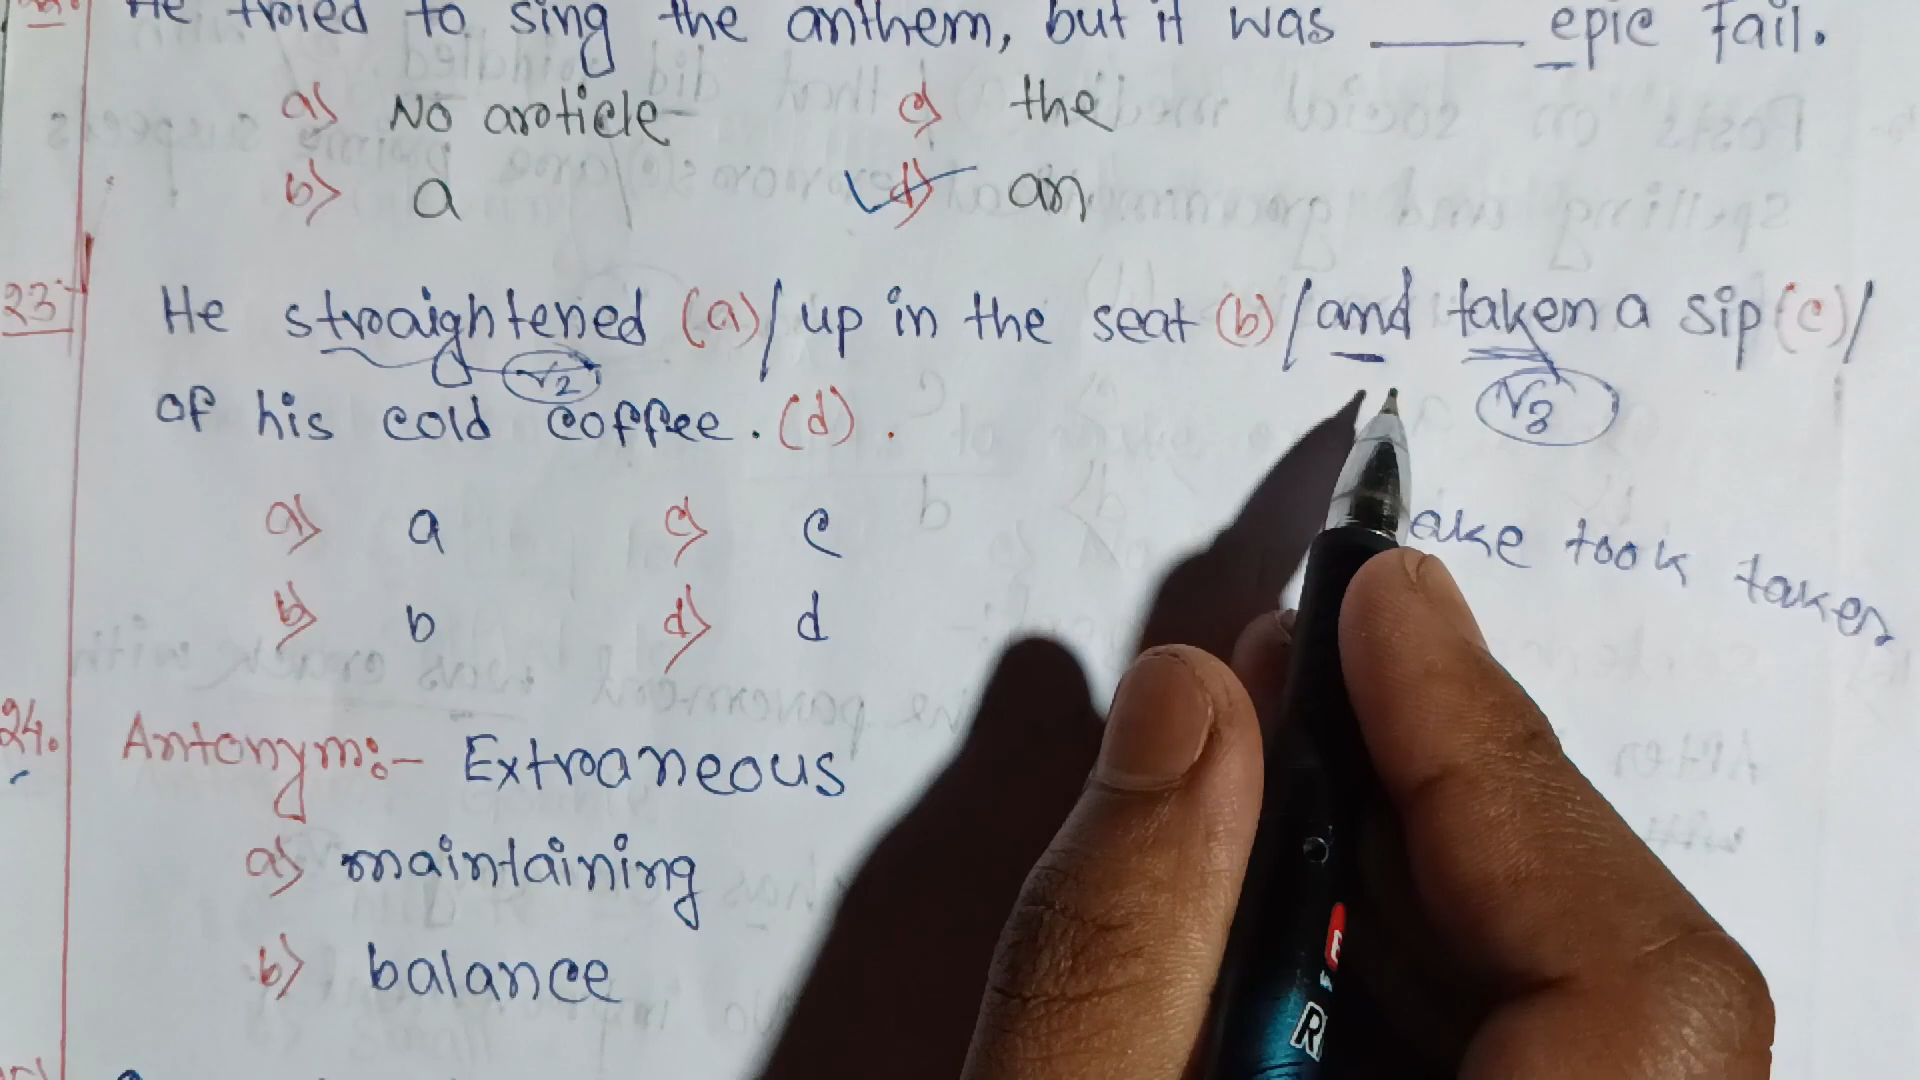 He tried to sing the anthem, but it was ____ epic fail.
a) No article c) the
b) a d) an
23. He straightened (a)/ up in the seat (b)/ and taken a sip (c)/
V2 V3
of his cold coffee. (d).
a) a c) c
take took taken
b) b d) d
24. Antonym:- Extraneous
a) maintaining
b) balance